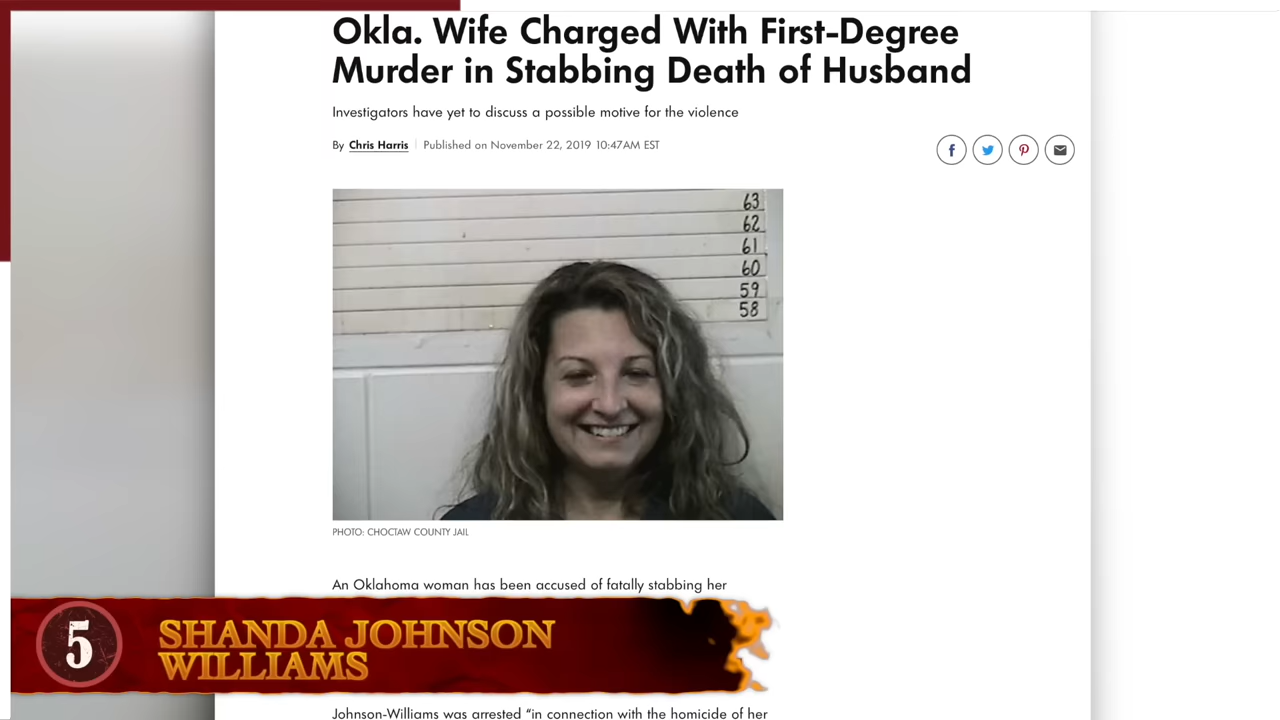 Okla. Wife Charged With First-Degree
Murder in Stabbing Death of Husband
Investigators have yet to discuss a possible motive for the violence
By Chris Harris | Published on November 22, 2019 10:47AM EST
63
62
61
60
59
58
PHOTO: CHOCTAW COUNTY JAIL
An Oklahoma woman has been accused of fatally stabbing her
5
SHANDA JOHNSON
WILLIAMS
Johnson-Williams was arrested “in connection with the homicide of her